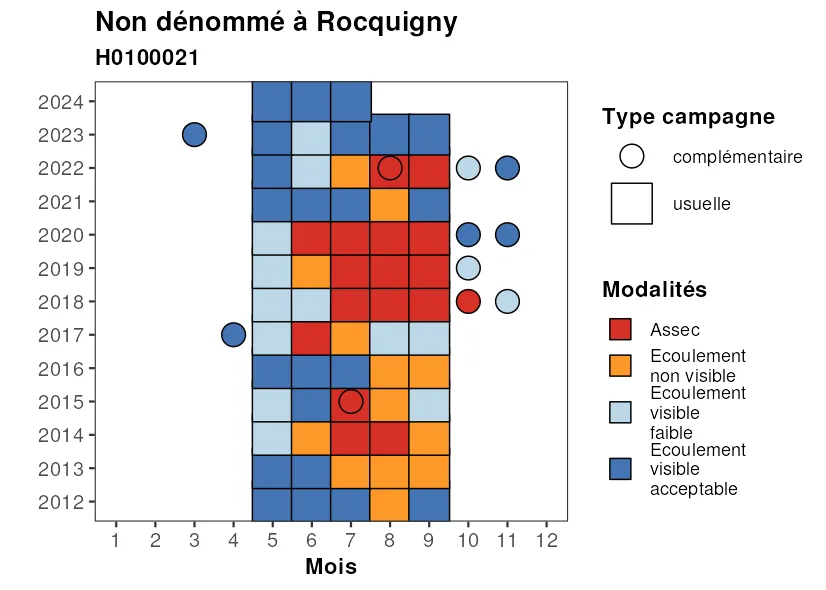 Non dénommé à Rocquigny
H0100021
2024
2023
2022
2021
2020
2019
2018
2017
2016
2015
2014
2013
2012
1 2 3 4 5 6 7 8 9 10 11 12
Mois
Type campagne
complémentaire
usuelle
Modalités
Assec
Ecoulement
non visible
Ecoulement
visible
faible
Ecoulement
visible
acceptable